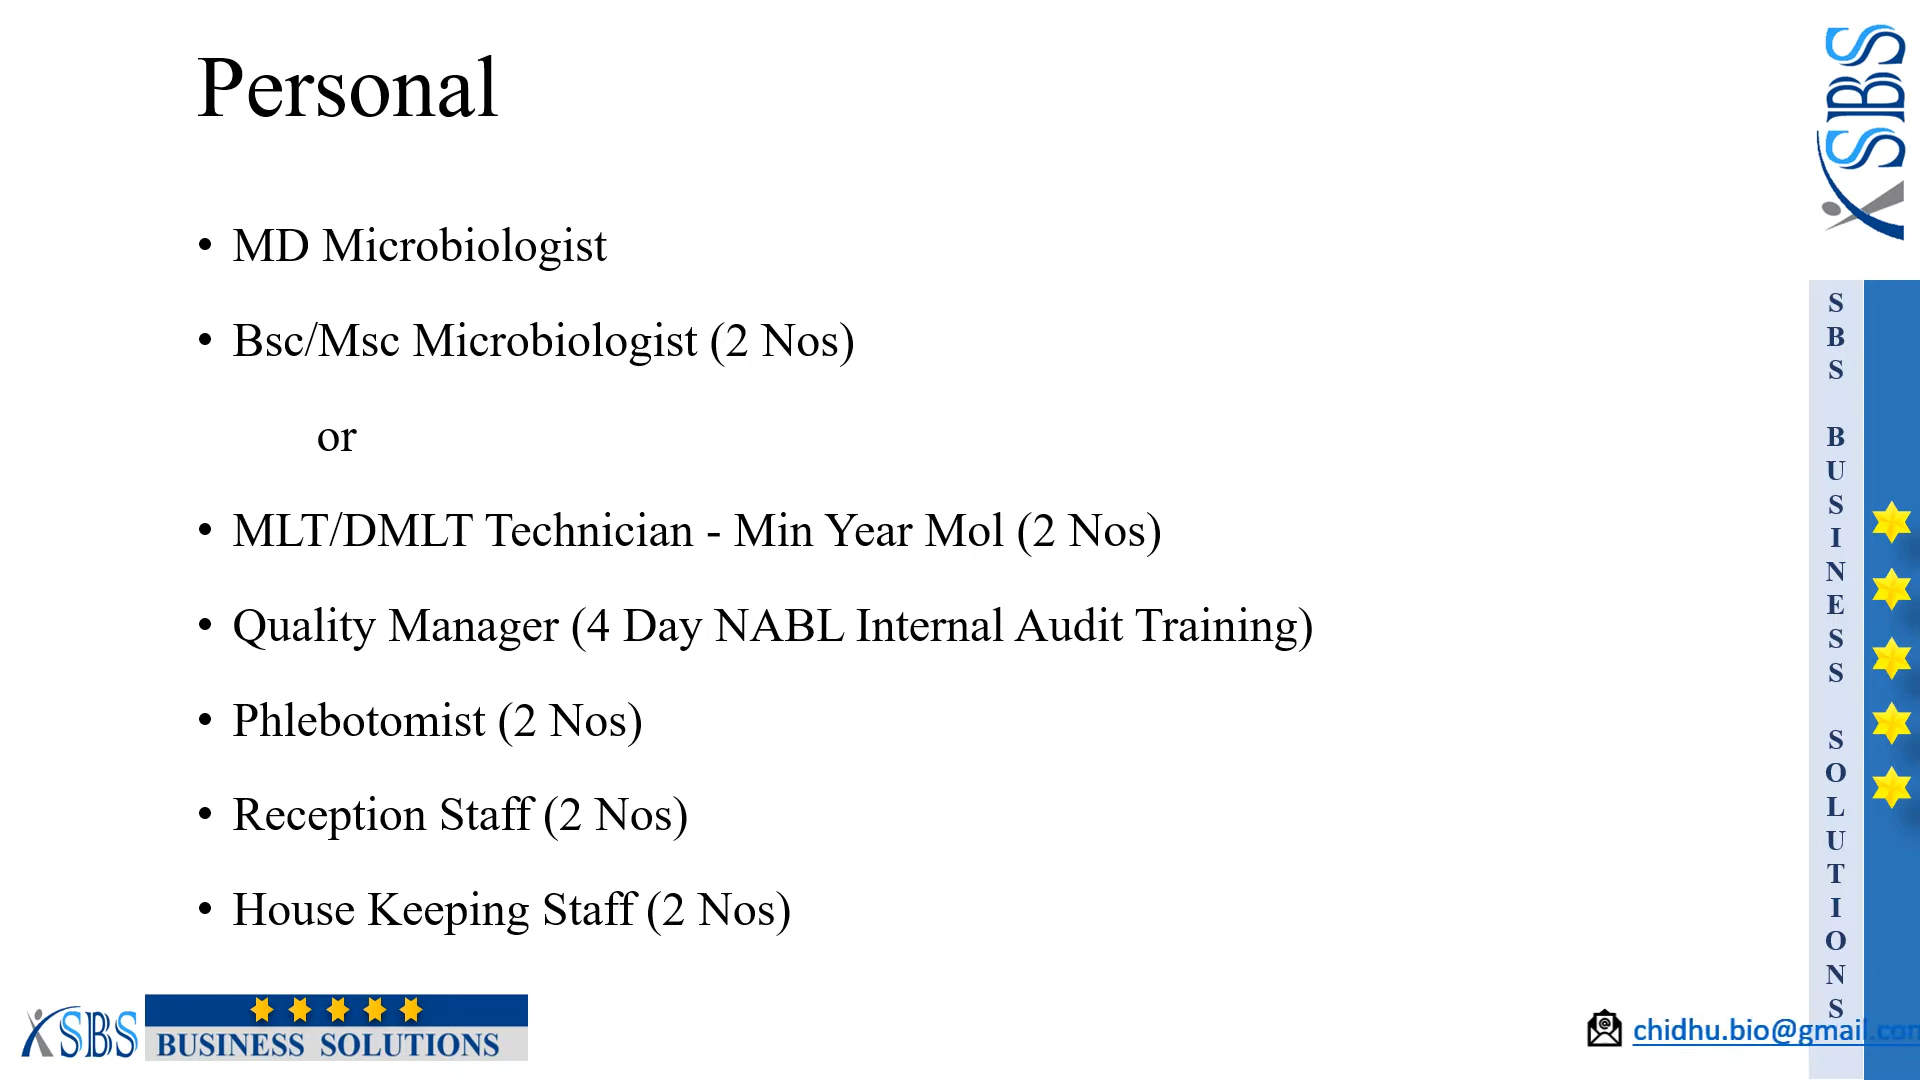 Personal
• MD Microbiologist
• Bsc/Msc Microbiologist (2 Nos)
or
• MLT/DMLT Technician - Min Year Mol (2 Nos)
• Quality Manager (4 Day NABL Internal Audit Training)
• Phlebotomist (2 Nos)
• Reception Staff (2 Nos)
• House Keeping Staff (2 Nos)
SBS
SBS BUSINESS SOLUTIONS
SBS
BUSINESS SOLUTIONS
chidhu.bio@gmail.com